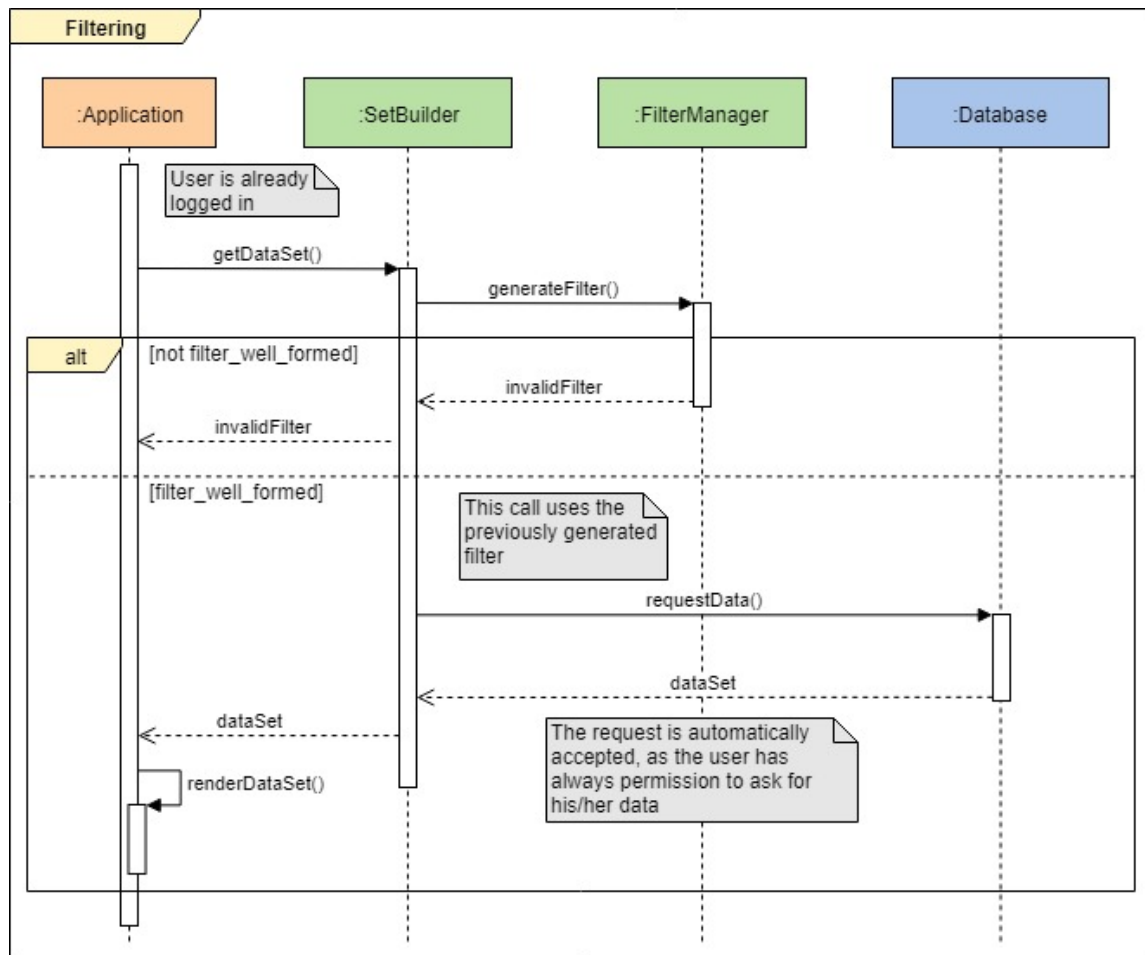 Filtering
:Application
:SetBuilder
:FilterManager
:Database
User is already
logged in
getDataSet()
generateFilter()
alt
[not filter_well_formed]
invalidFilter
invalidFilter
[filter_well_formed]
This call uses the
previously generated
filter
requestData()
dataSet
dataSet
The request is automatically
accepted, as the user has
always permission to ask for
his/her data
renderDataSet()